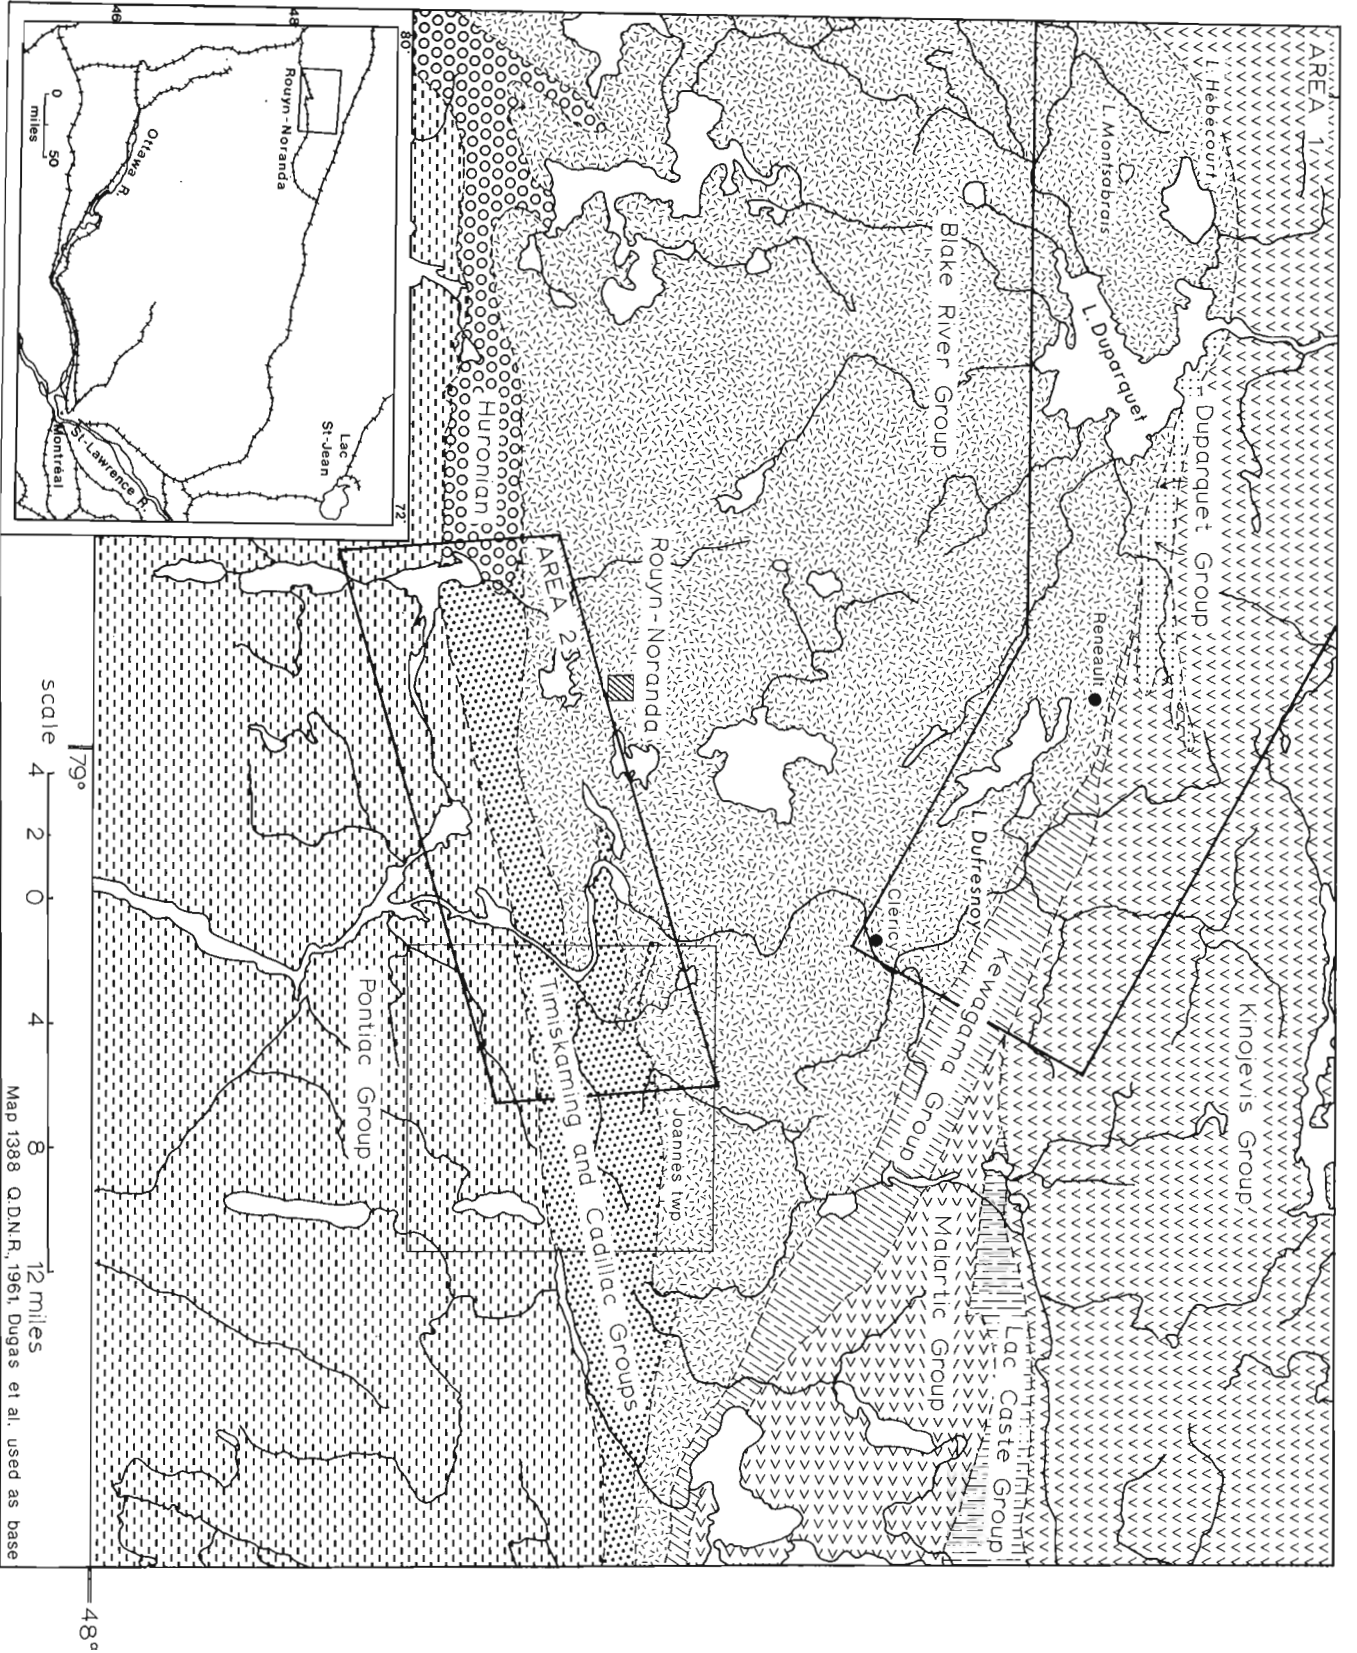 AREA 1
L Hébécourt
L Montsabrais
L. Duparquet
Duparquet Group
Blake River Group
Reneault
L Dufresnoy
Cléricy
Kewagama Group
Kinojevis Group
Malartic Group
Lac Caste Group
Huronian
Rouyn-Noranda
AREA 2
Joannes twp.
Timiskaming and Cadillac Groups
Pontiac Group
80
72
48
46
Rouyn-Noranda
Ottawa R.
0 50
miles
Lac
St-Jean
St-Lawrence R.
Montréal
79°
48°
scale 4 2 0 4 8 12 miles
Map 1388 Q.D.N.R., 1961, Dugas et al. used as base